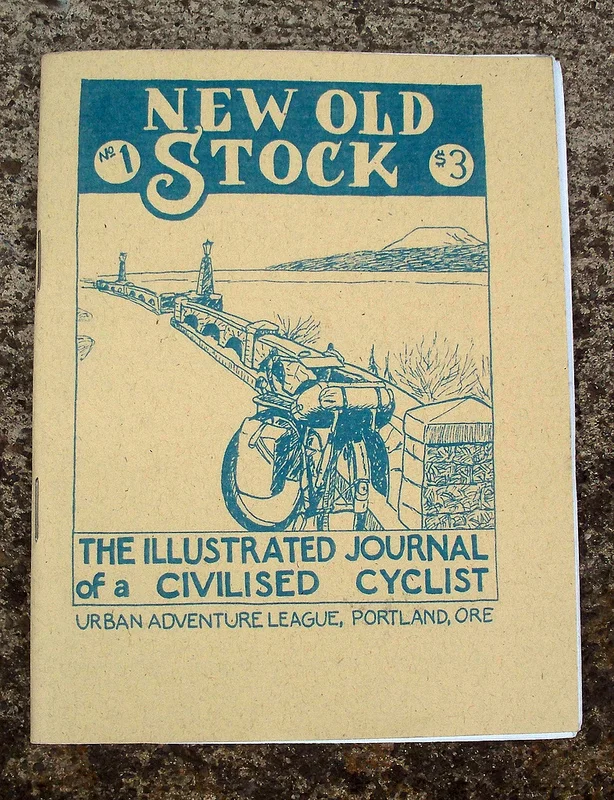 NEW OLD
No 1 STOCK $3
THE ILLUSTRATED JOURNAL
of a CIVILISED CYCLIST
URBAN ADVENTURE LEAGUE, PORTLAND, ORE